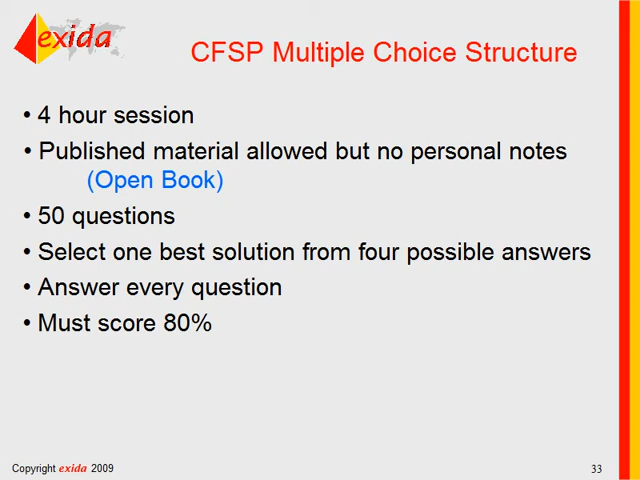 exida
CFSP Multiple Choice Structure
• 4 hour session
• Published material allowed but no personal notes
(Open Book)
• 50 questions
• Select one best solution from four possible answers
• Answer every question
• Must score 80%
Copyright exida 2009
33